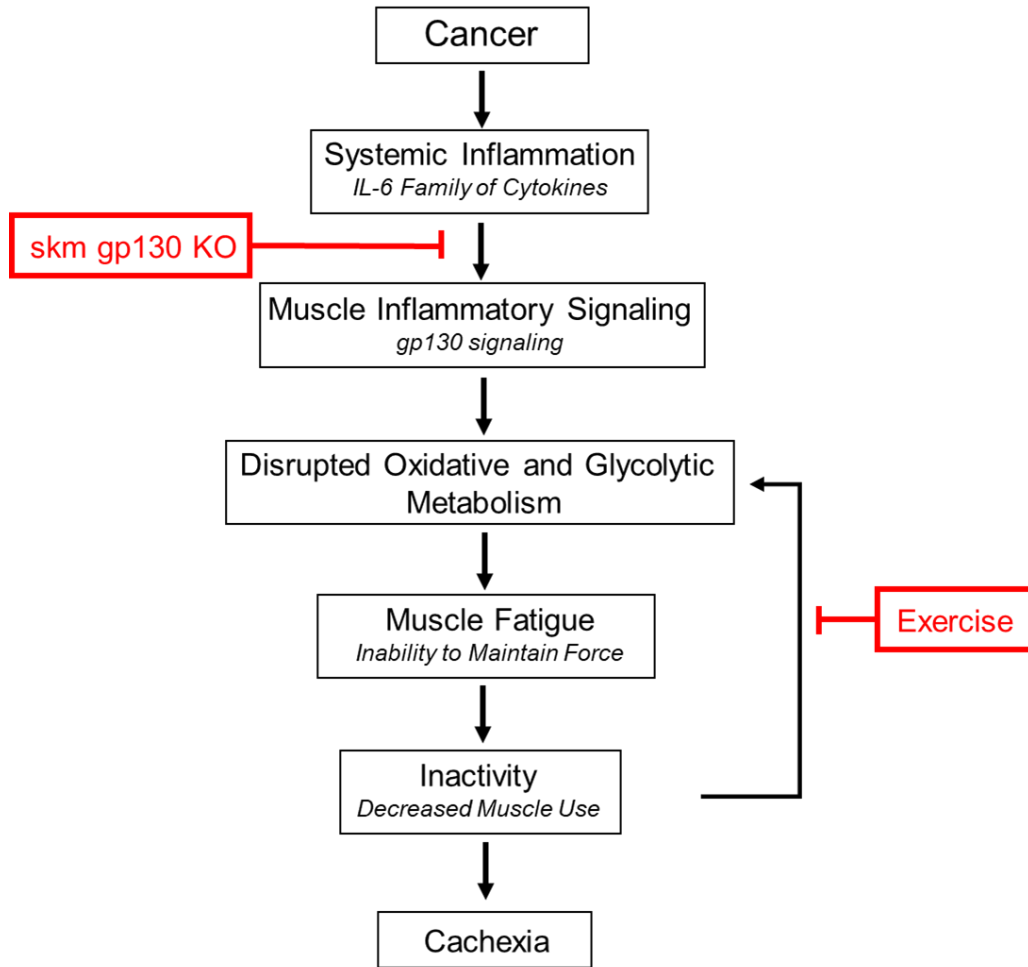 Cancer
Systemic Inflammation
IL-6 Family of Cytokines
skm gp130 KO
Muscle Inflammatory Signaling
gp130 signaling
Disrupted Oxidative and Glycolytic
Metabolism
Muscle Fatigue
Inability to Maintain Force
Exercise
Inactivity
Decreased Muscle Use
Cachexia